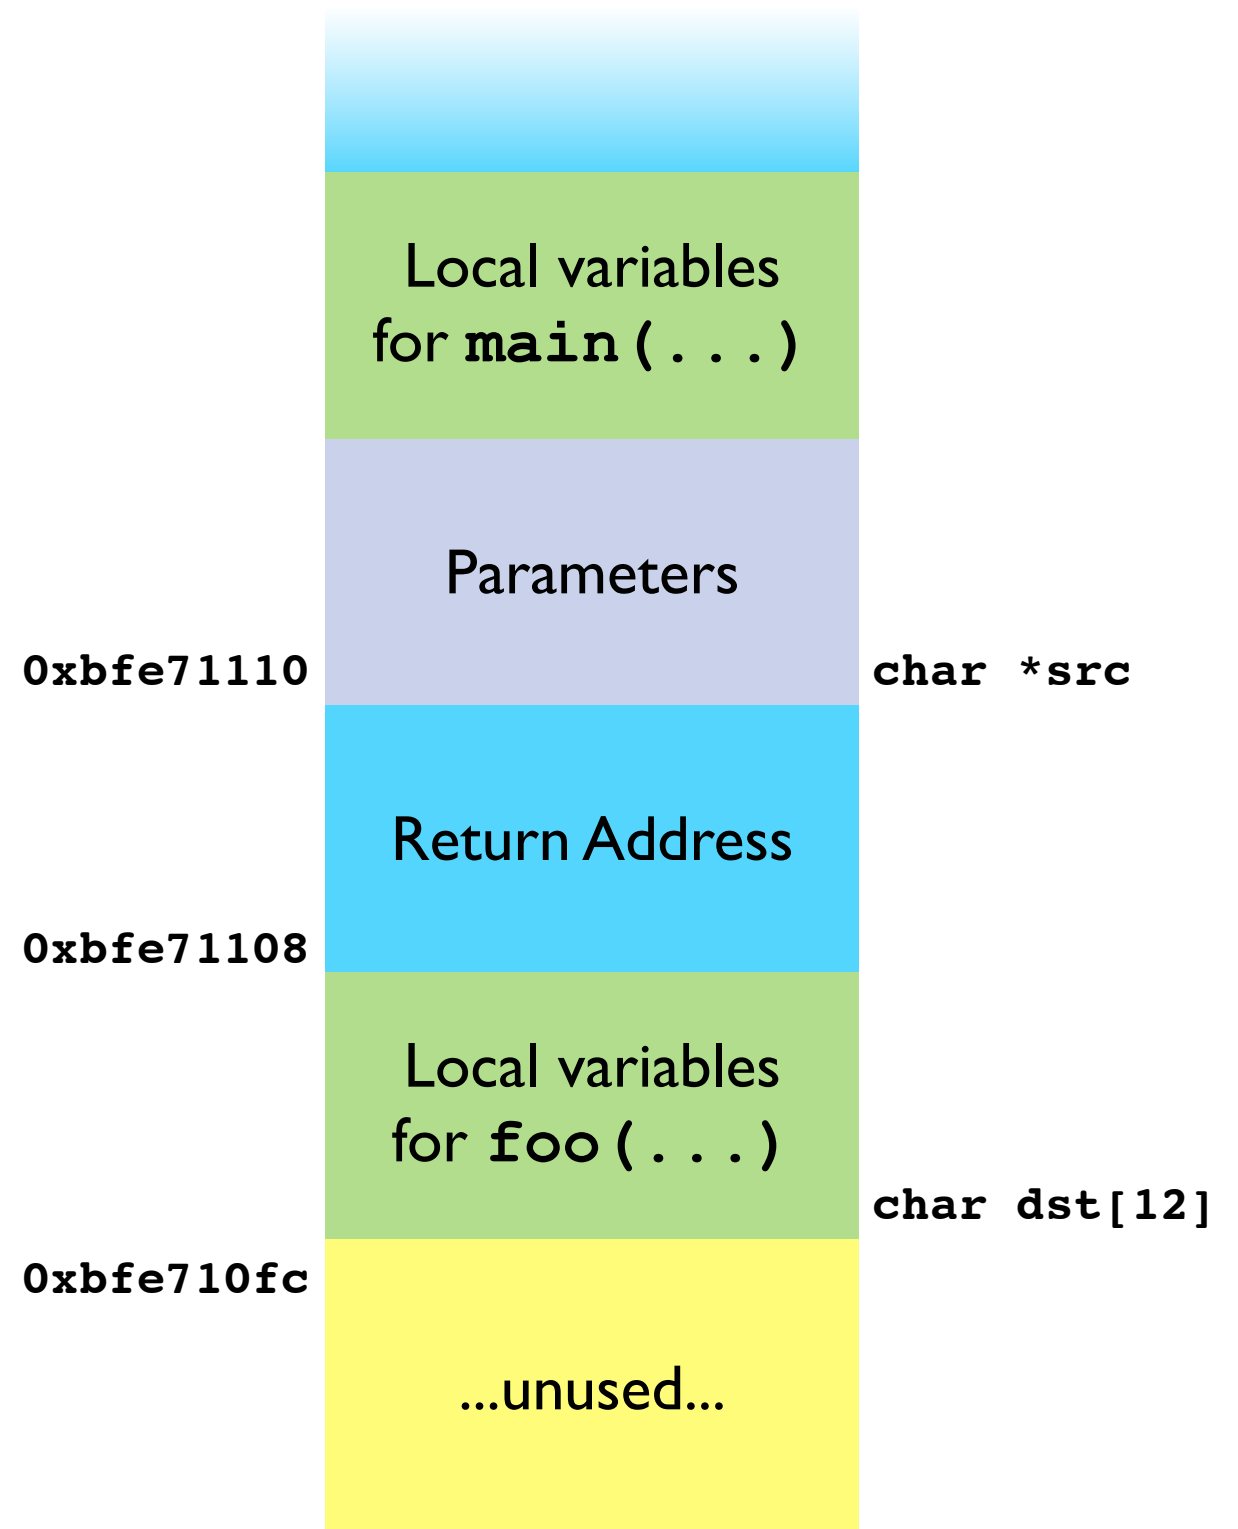 Local variables
for main(...)
Parameters
0xbfe71110
char *src
Return Address
0xbfe71108
Local variables
for foo(...)
char dst[12]
0xbfe710fc
...unused...